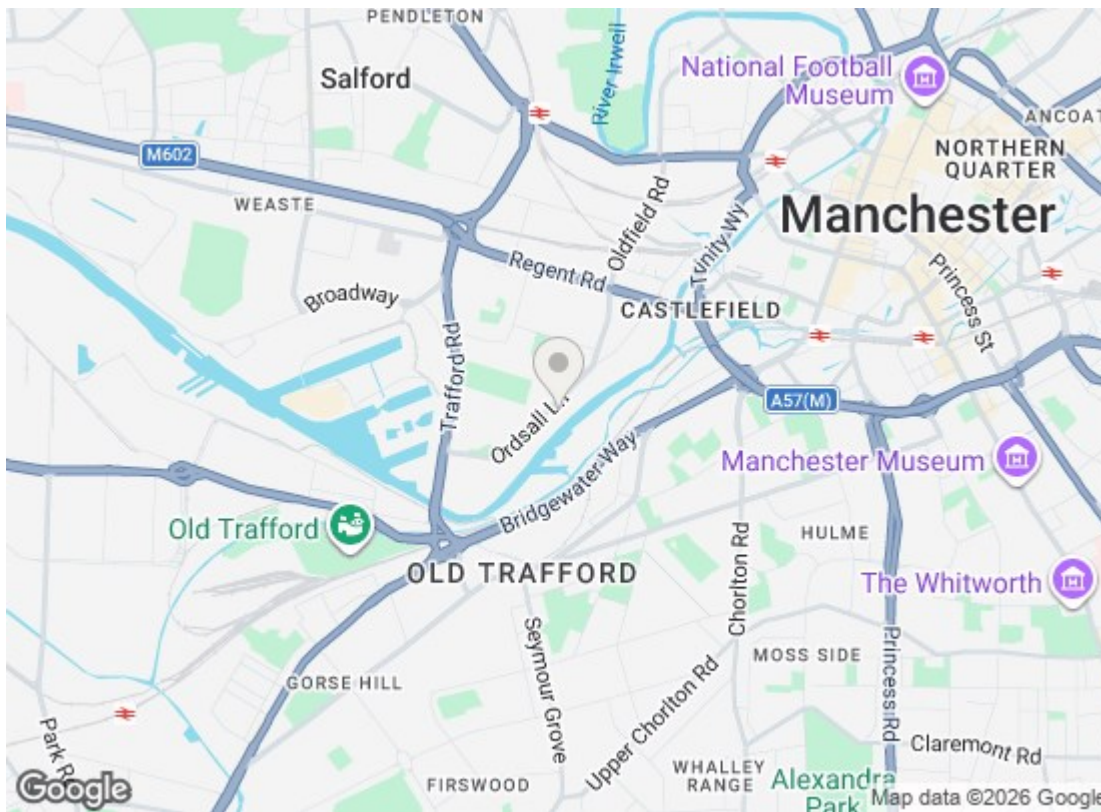 PENDLETON
Salford
River Irwell
National Football
Museum
ANCOAT
NORTHERN
QUARTER
M602
WEASTE
Oldfield Rd
Trinity Wy
Manchester
Princess St
Regent Rd
Broadway
CASTLEFIELD
Trafford Rd
A57(M)
Ordsall Ln
Bridgewater Way
Manchester Museum
Old Trafford
Chorlton Rd
HULME
OLD TRAFFORD
The Whitworth
Seymour Grove
Princess Rd
MOSS SIDE
GORSE HILL
Upper Chorlton Rd
Park Rd
Claremont Rd
WHALLEY
RANGE
FIRSWOOD
Alexandra
Park
Google
Map data ©2026 Google